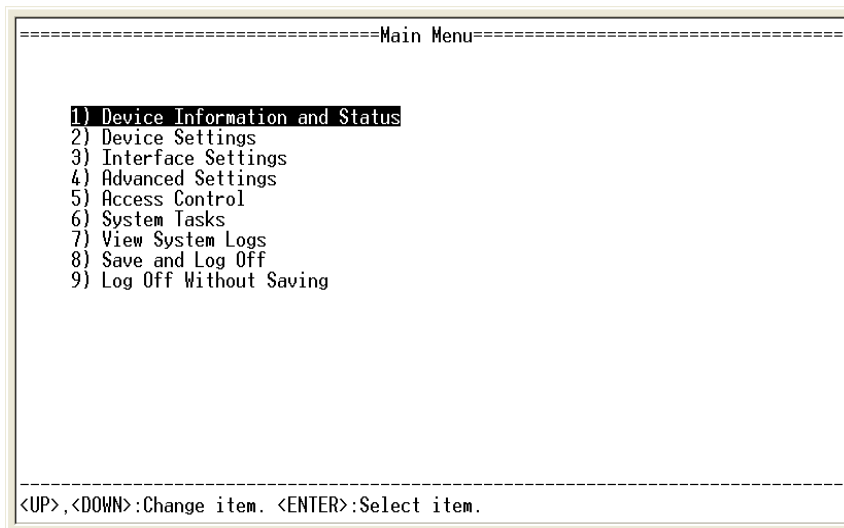 ===================================Main Menu====================================
1) Device Information and Status
2) Device Settings
3) Interface Settings
4) Advanced Settings
5) Access Control
6) System Tasks
7) View System Logs
8) Save and Log Off
9) Log Off Without Saving
--------------------------------------------------------------------------------
<UP>,<DOWN>:Change item. <ENTER>:Select item.